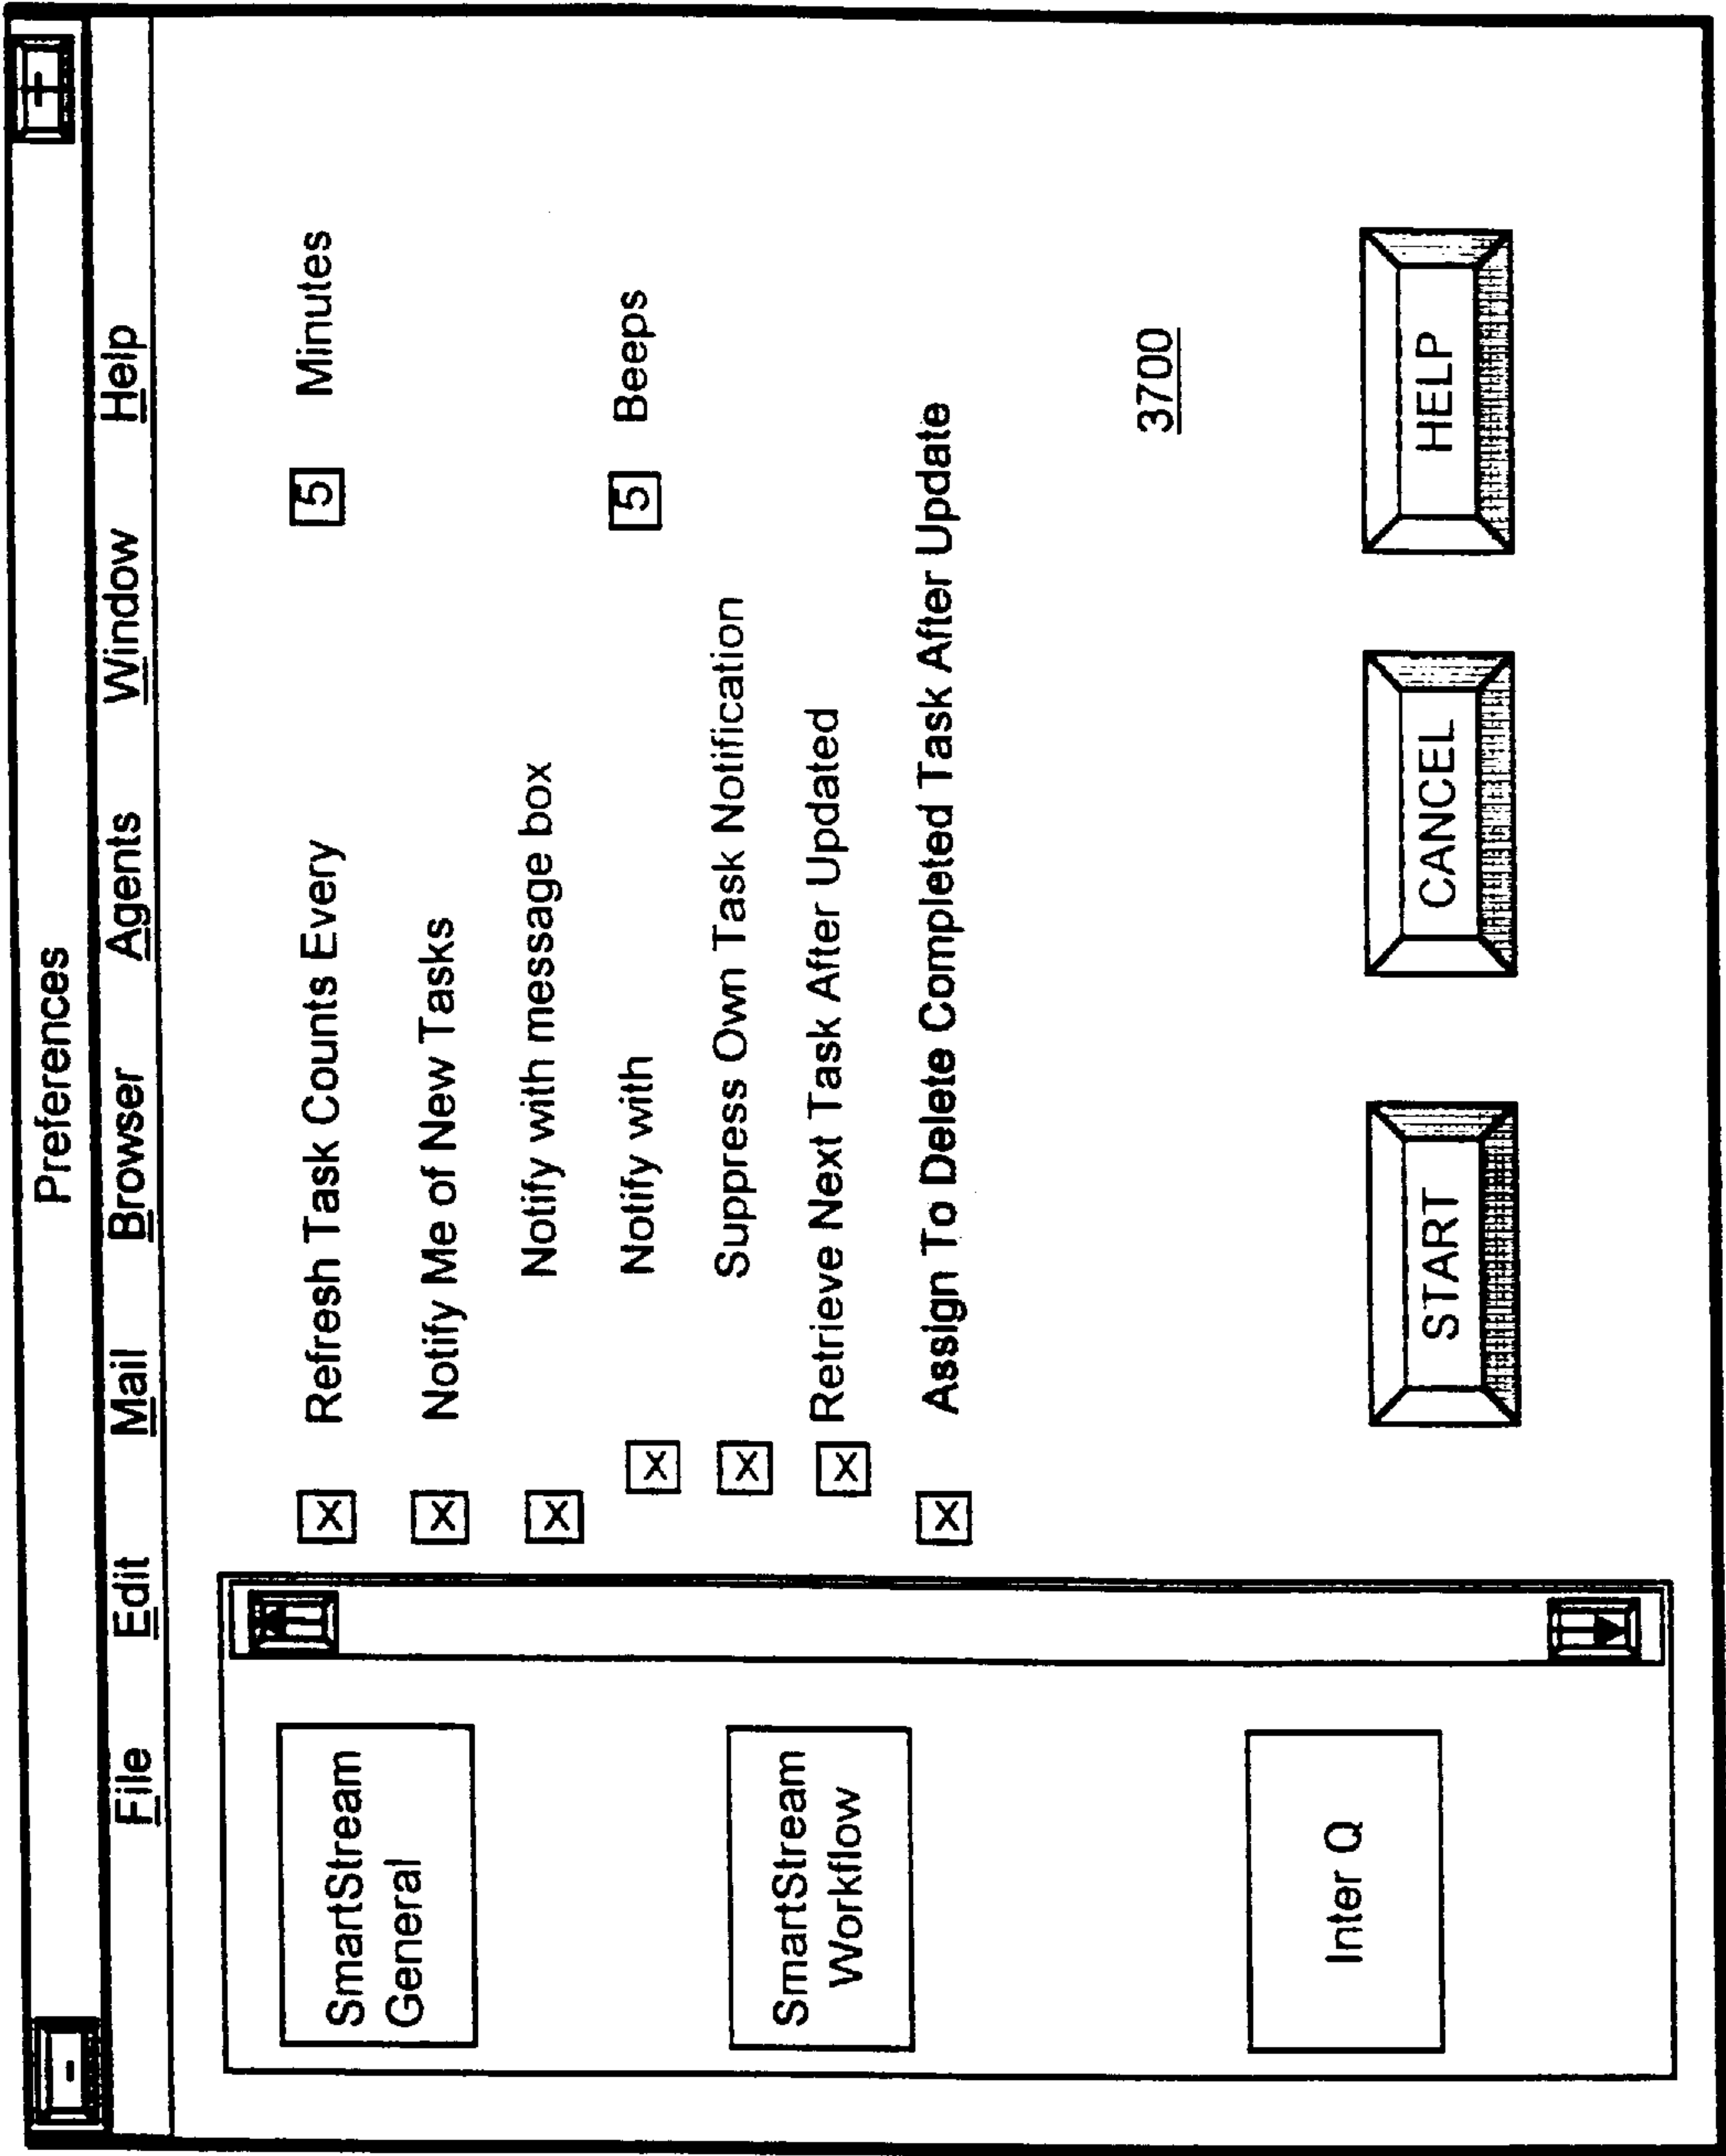 Preferences
File Edit Mail Browser Agents Window Help
SmartStream
General
SmartStream
Workflow
Inter Q
X Refresh Task Counts Every 5 Minutes
X Notify Me of New Tasks
X Notify with message box
X Notify with 5 Beeps
X Suppress Own Task Notification
X Retrieve Next Task After Updated
X Assign To Delete Completed Task After Update
3700
START CANCEL HELP